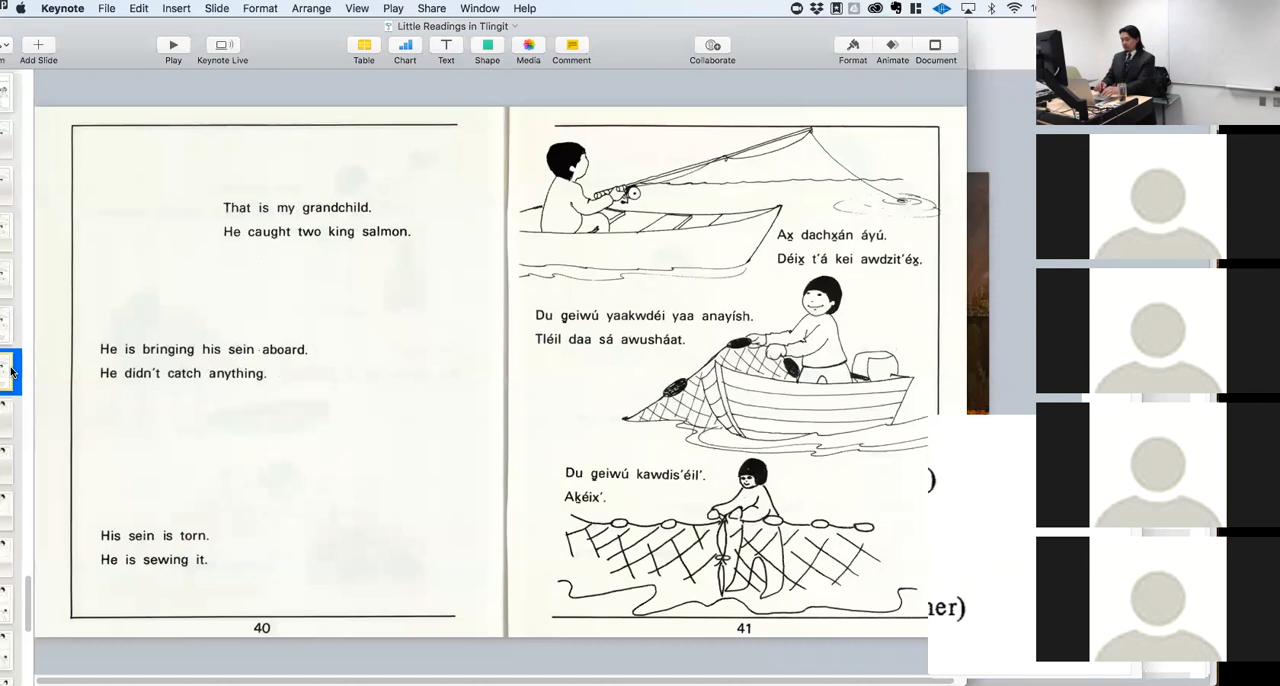 Keynote File Edit Insert Slide Format Arrange View Play Share Window Help
Little Readings in Tlingit
Add Slide Play Keynote Live Table Chart Text Shape Media Comment Collaborate Format Animate Document
That is my grandchild.
He caught two king salmon.
He is bringing his sein aboard.
He didn't catch anything.
His sein is torn.
He is sewing it.
40
Ax̱ dachx̱án áyú.
Déix̱ t'á kei awdzit'éx̱.
Du g̱eiwú yaakwdéi yaa anayísh.
Tléil daa sá awusháat.
Du g̱eiwú kawdis'éil'.
Aḵéix'.
41
)
ner)